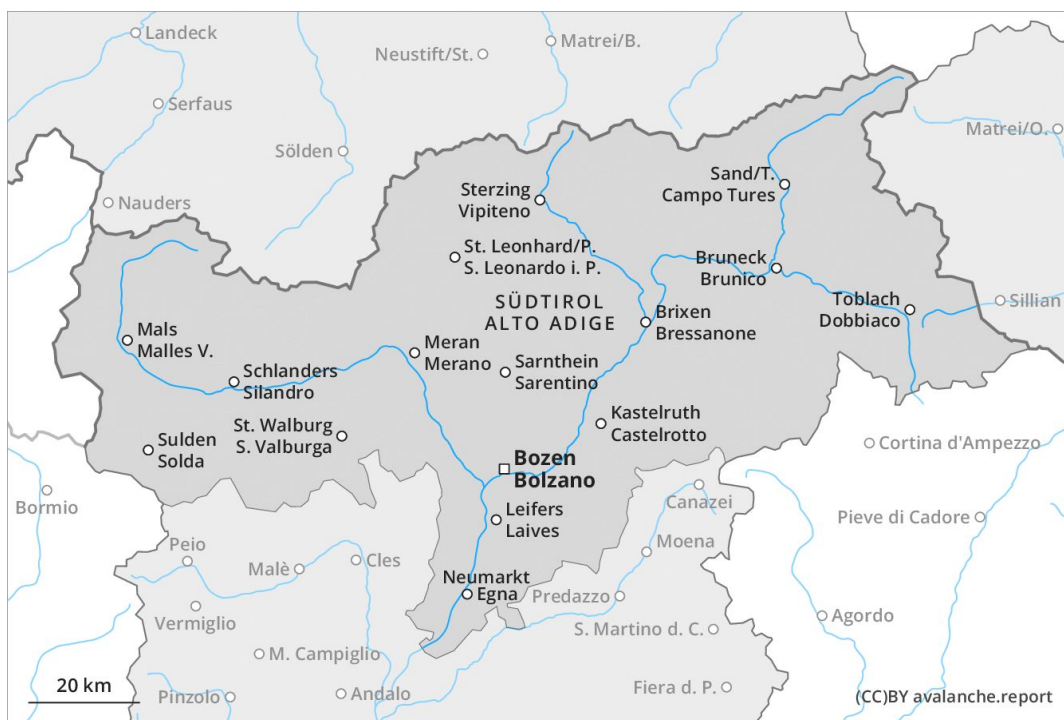 Landeck
Neustift/St.
Matrei/B.
Serfaus
Matrei/O.
Sölden
Nauders
Sterzing
Vipiteno
Sand/T.
Campo Tures
St. Leonhard/P.
S. Leonardo i. P.
Bruneck
Brunico
SÜDTIROL
ALTO ADIGE
Toblach
Dobbiaco
Sillian
Brixen
Bressanone
Mals
Malles V.
Meran
Merano
Schlanders
Silandro
Sarnthein
Sarentino
Kastelruth
Castelrotto
St. Walburg
S. Valburga
Sulden
Solda
Bozen
Bolzano
Cortina d'Ampezzo
Bormio
Canazei
Leifers
Laives
Pieve di Cadore
Peio
Malè
Cles
Moena
Neumarkt
Egna
Predazzo
Vermiglio
Agordo
S. Martino d. C.
M. Campiglio
20 km
Pinzolo
Andalo
Fiera d. P.
(CC)BY avalanche.report